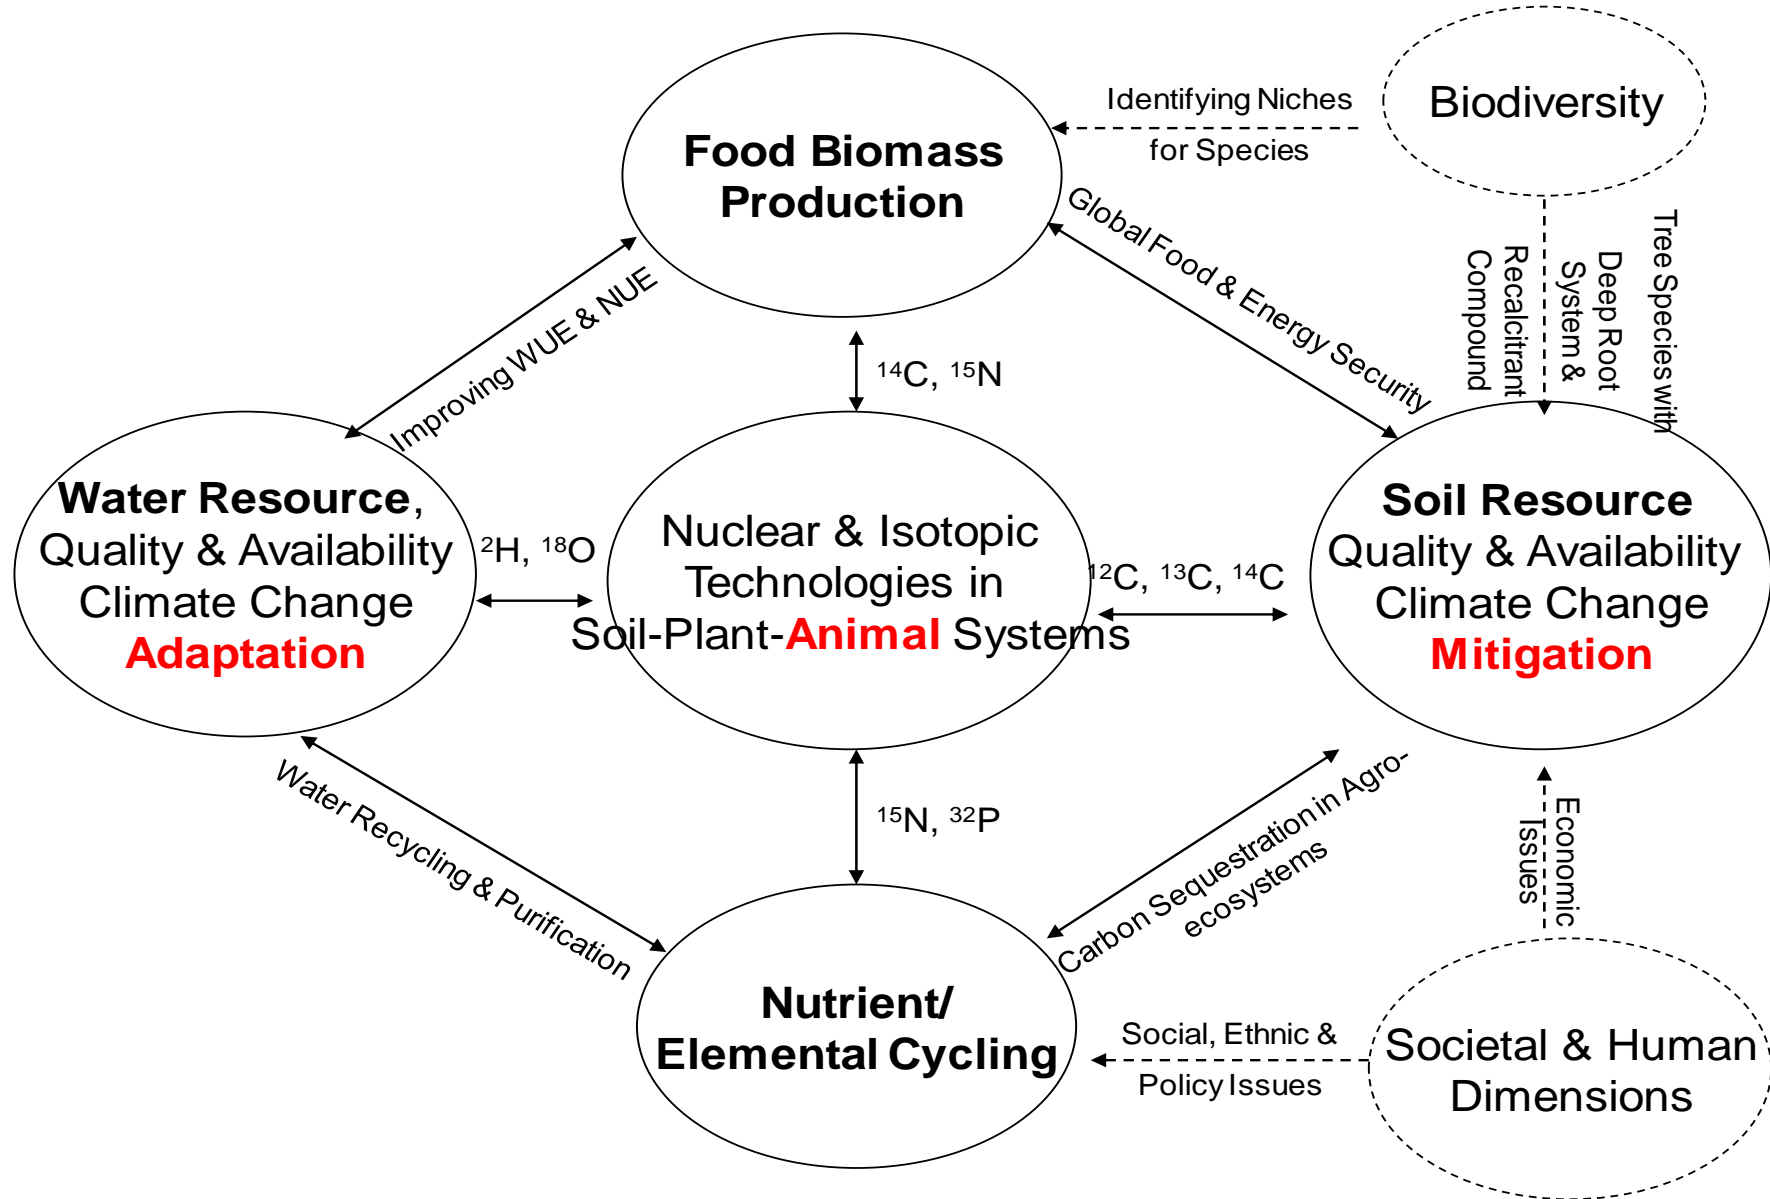 Biodiversity
Identifying Niches
for Species
Food Biomass
Production
Global Food & Energy Security
Tree Species with
Deep Root
System &
Recalcitrant
Compound
Improving WUE & NUE
¹⁴C, ¹⁵N
Water Resource,
Quality & Availability
Climate Change
Adaptation
²H, ¹⁸O
Nuclear & Isotopic
Technologies in
Soil-Plant-Animal Systems
¹²C, ¹³C, ¹⁴C
Soil Resource
Quality & Availability
Climate Change
Mitigation
Water Recycling & Purification
¹⁵N, ³²P
Carbon Sequestration in Agro-
ecosystems
Economic
Issues
Nutrient/
Elemental Cycling
Social, Ethnic &
Policy Issues
Societal & Human
Dimensions